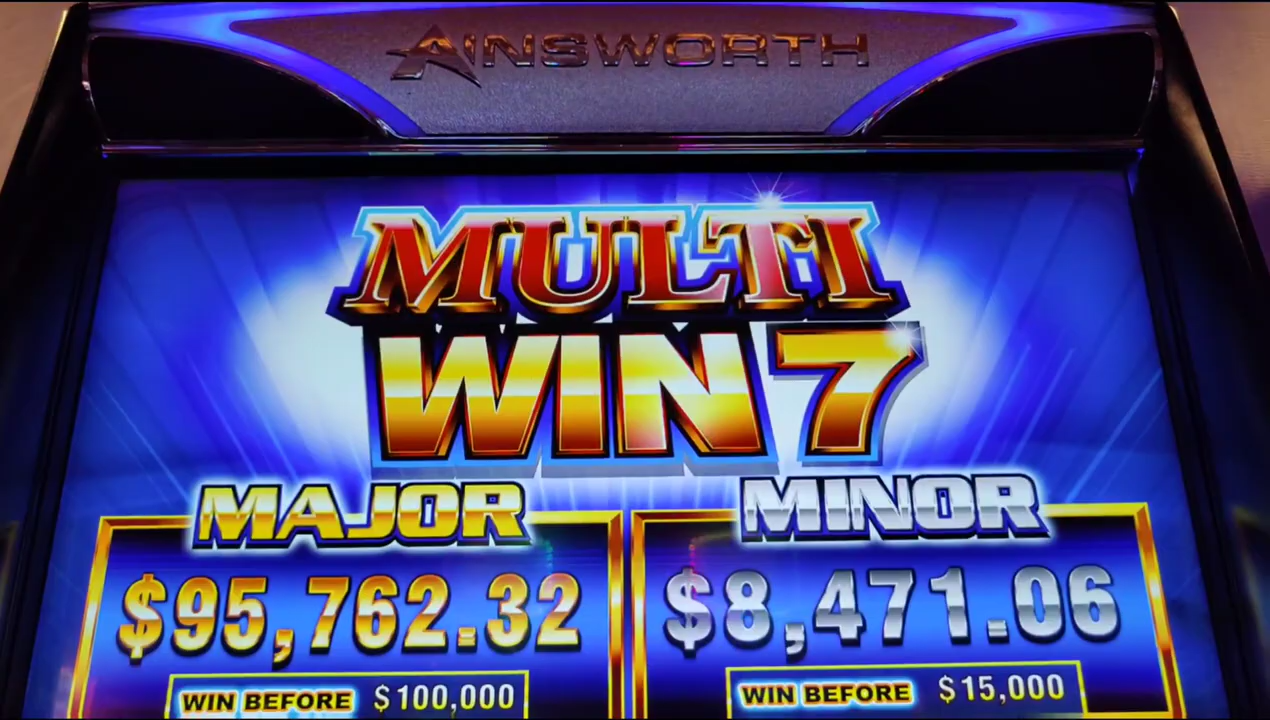 AINSWORTH
MULTI
WIN 7
MAJOR
$95,762.32
WIN BEFORE $100,000
MINOR
$8,471.06
WIN BEFORE $15,000